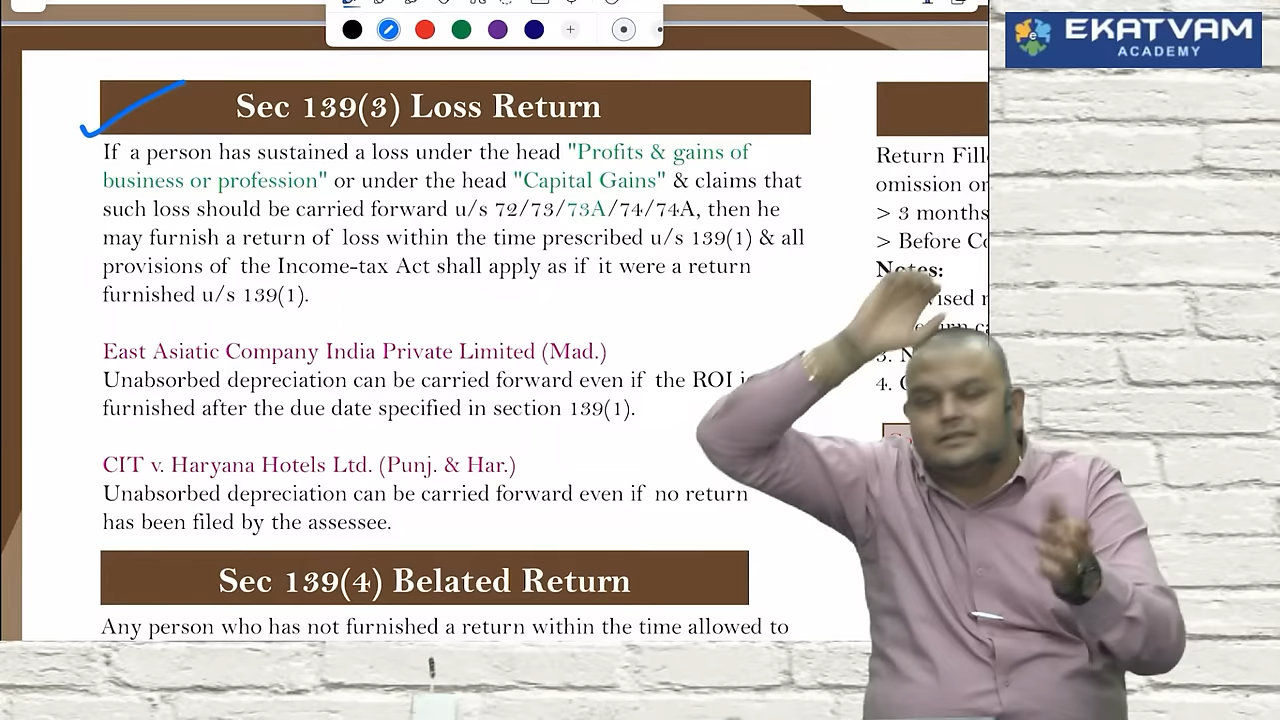 EKATVAM
ACADEMY
Sec 139(3) Loss Return
If a person has sustained a loss under the head "Profits & gains of
business or profession" or under the head "Capital Gains" & claims that
such loss should be carried forward u/s 72/73/73A/74/74A, then he
may furnish a return of loss within the time prescribed u/s 139(1) & all
provisions of the Income-tax Act shall apply as if it were a return
furnished u/s 139(1).
East Asiatic Company India Private Limited (Mad.)
Unabsorbed depreciation can be carried forward even if the ROI
furnished after the due date specified in section 139(1).
CIT v. Haryana Hotels Ltd. (Punj. & Har.)
Unabsorbed depreciation can be carried forward even if no return
has been filed by the assessee.
Sec 139(4) Belated Return
Any person who has not furnished a return within the time allowed to
Return
omission
> 3 months
> Before
Notes:
3.
4.